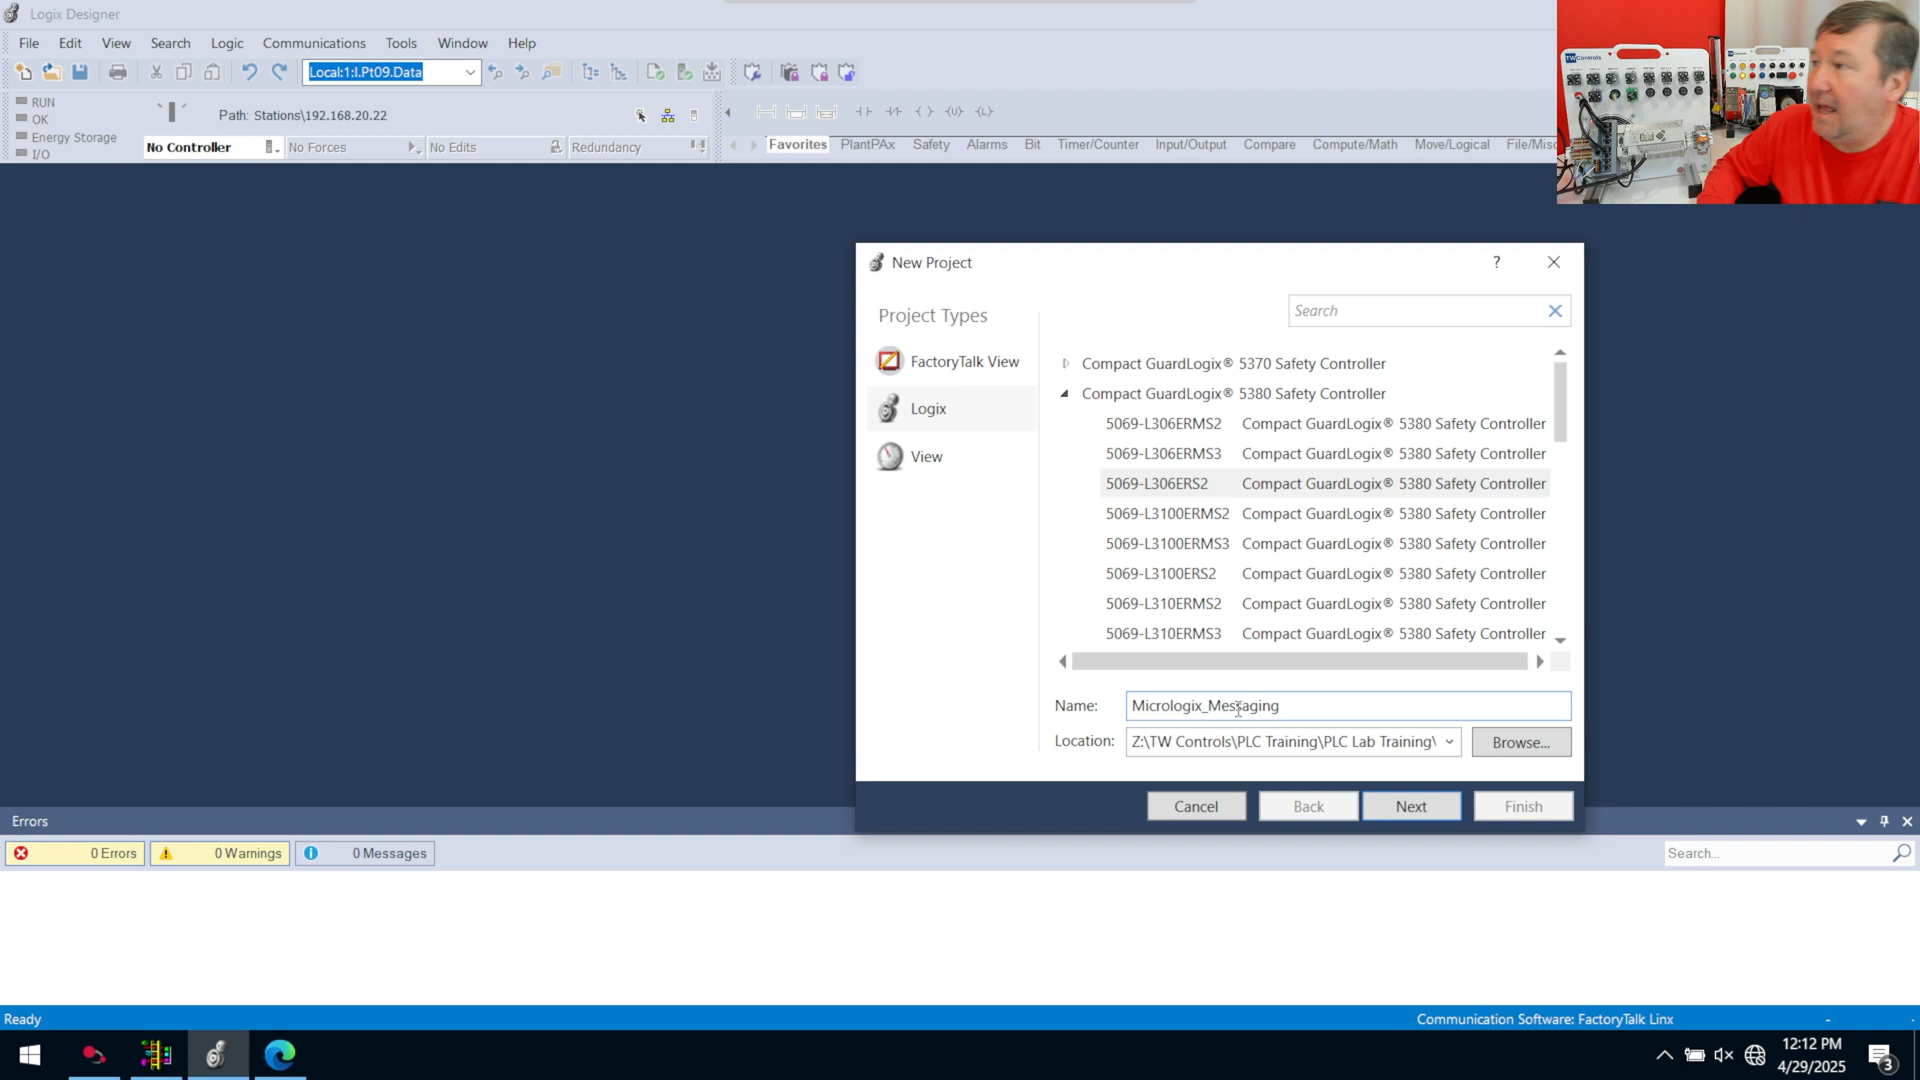 Logix Designer
File Edit View Search Logic Communications Tools Window Help
Local:1:I.Pt09.Data
RUN
OK
Energy Storage
I/O
Path: Stations\192.168.20.22
No Controller No Forces No Edits Redundancy
Favorites PlantPAx Safety Alarms Bit Timer/Counter Input/Output Compare Compute/Math Move/Logical File/Misc
TWControls
New Project
?
Project Types
FactoryTalk View
Logix
View
Search
Compact GuardLogix® 5370 Safety Controller
Compact GuardLogix® 5380 Safety Controller
5069-L306ERMS2 Compact GuardLogix® 5380 Safety Controller
5069-L306ERMS3 Compact GuardLogix® 5380 Safety Controller
5069-L306ERS2 Compact GuardLogix® 5380 Safety Controller
5069-L3100ERMS2 Compact GuardLogix® 5380 Safety Controller
5069-L3100ERMS3 Compact GuardLogix® 5380 Safety Controller
5069-L3100ERS2 Compact GuardLogix® 5380 Safety Controller
5069-L310ERMS2 Compact GuardLogix® 5380 Safety Controller
5069-L310ERMS3 Compact GuardLogix® 5380 Safety Controller
Name: Micrologix_Messaging
Location: Z:\TW Controls\PLC Training\PLC Lab Training\ Browse...
Cancel Back Next Finish
Errors
0 Errors 0 Warnings 0 Messages
Search...
Ready
Communication Software: FactoryTalk Linx
12:12 PM
4/29/2025
3